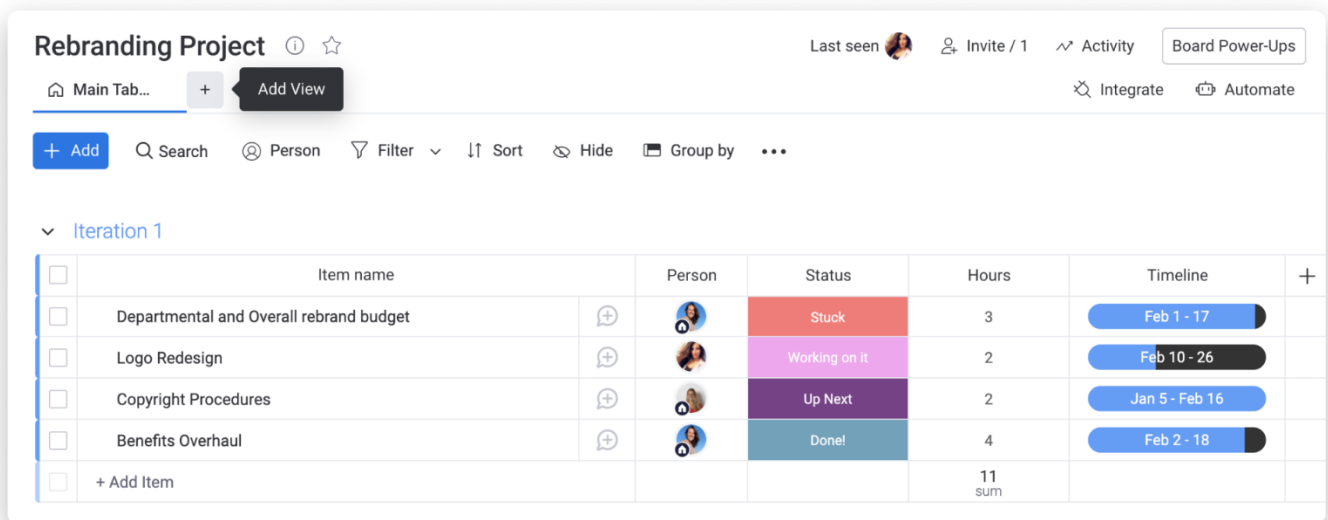 Rebranding Project
Last seen
Invite / 1
Activity
Board Power-Ups
Main Tab...
+
Add View
Integrate
Automate
+ Add
Search
Person
Filter
Sort
Hide
Group by
Iteration 1
Item name Person Status Hours Timeline +
Departmental and Overall rebrand budget Stuck 3 Feb 1 - 17
Logo Redesign Working on it 2 Feb 10 - 26
Copyright Procedures Up Next 2 Jan 5 - Feb 16
Benefits Overhaul Done! 4 Feb 2 - 18
+ Add Item 11
sum